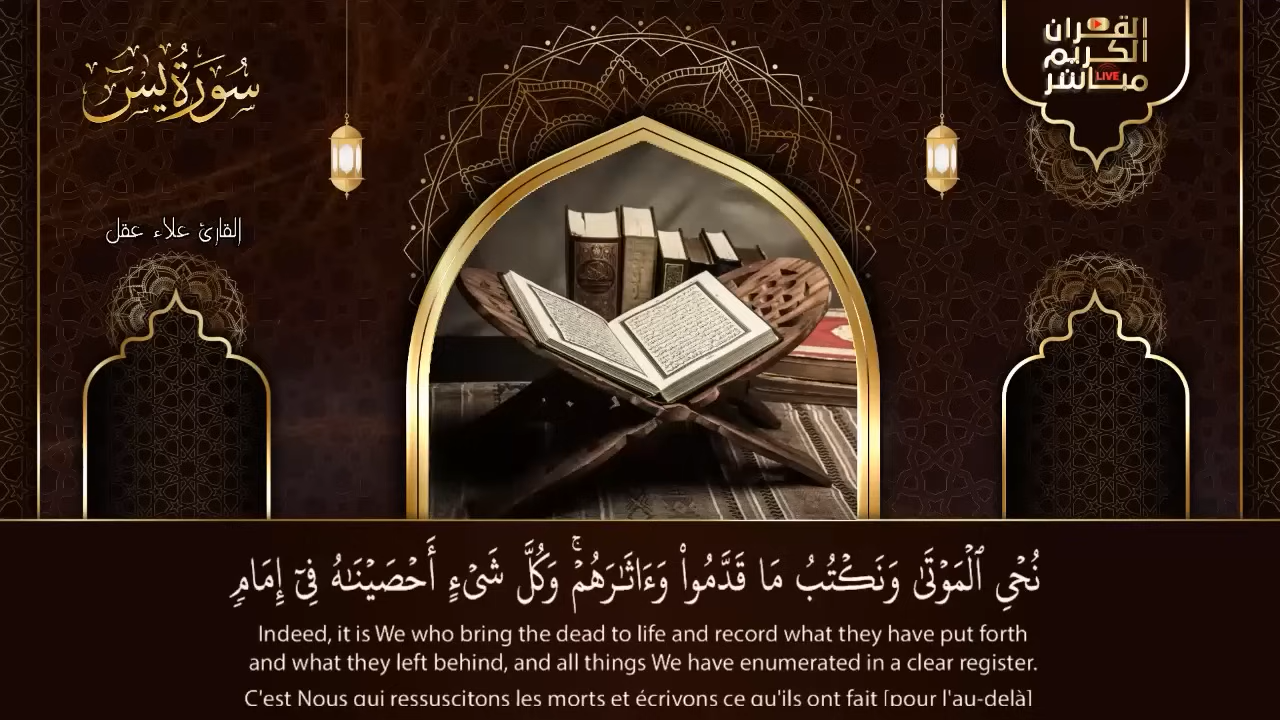 سُورَةُ يسٓ
القرآن
الكريم
مباشر
LIVE
القارئ علاء عقل
نُحْىِ ٱلْمَوْتَىٰ وَنَكْتُبُ مَا قَدَّمُوا۟ وَءَاثَـٰرَهُمْ ۚ وَكُلَّ شَىْءٍ أَحْصَيْنَـٰهُ فِىٓ إِمَامٍ
Indeed, it is We who bring the dead to life and record what they have put forth
and what they left behind, and all things We have enumerated in a clear register.
C'est Nous qui ressuscitons les morts et écrivons ce qu'ils ont fait [pour l'au-delà]